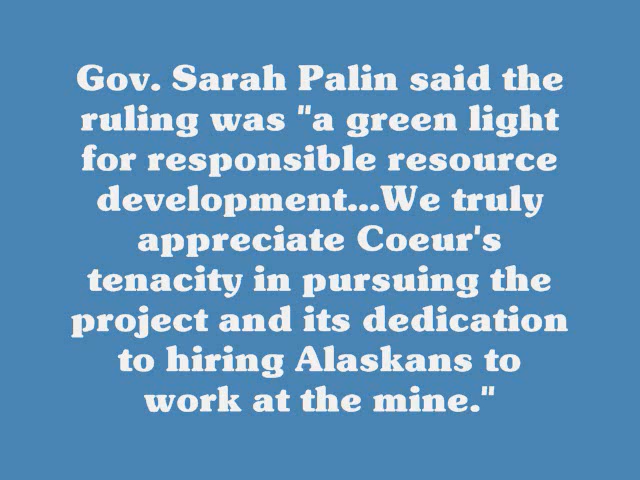 Gov. Sarah Palin said the
ruling was "a green light
for responsible resource
development...We truly
appreciate Coeur's
tenacity in pursuing the
project and its dedication
to hiring Alaskans to
work at the mine."